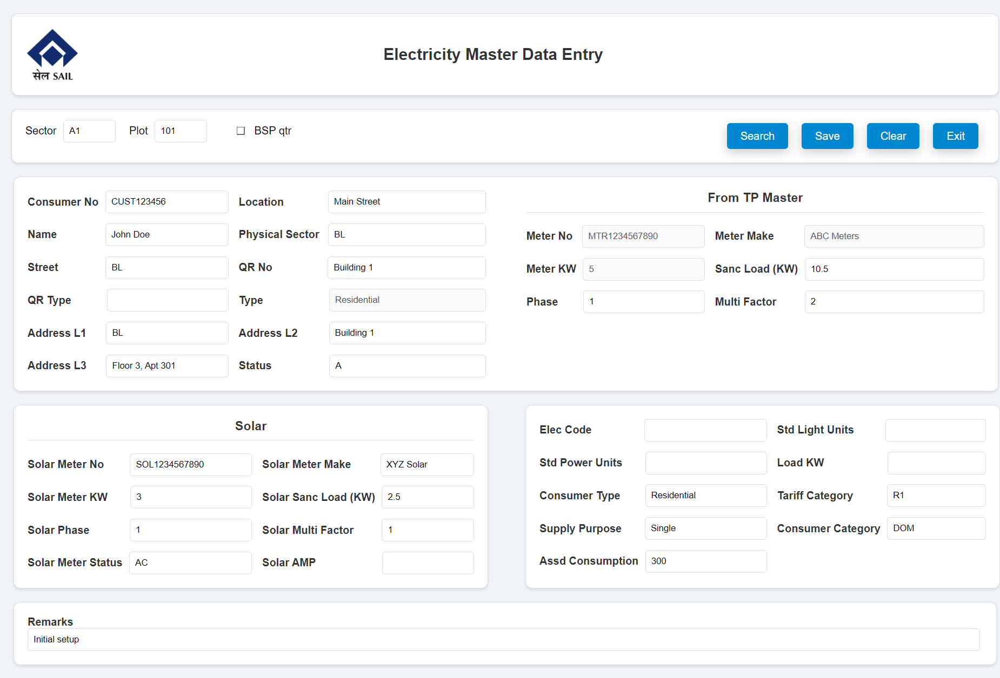 सेल SAIL
Electricity Master Data Entry
Sector A1 Plot 101 BSP qtr Search Save Clear Exit
Consumer No CUST123456 Location Main Street
Name John Doe Physical Sector BL
Street BL QR No Building 1
QR Type Type Residential
Address L1 BL Address L2 Building 1
Address L3 Floor 3, Apt 301 Status A
From TP Master
Meter No MTR1234567890 Meter Make ABC Meters
Meter KW 5 Sanc Load (KW) 10.5
Phase 1 Multi Factor 2
Solar
Solar Meter No SOL1234567890 Solar Meter Make XYZ Solar
Solar Meter KW 3 Solar Sanc Load (KW) 2.5
Solar Phase 1 Solar Multi Factor 1
Solar Meter Status AC Solar AMP
Elec Code Std Light Units
Std Power Units Load KW
Consumer Type Residential Tariff Category R1
Supply Purpose Single Consumer Category DOM
Assd Consumption 300
Remarks
Initial setup